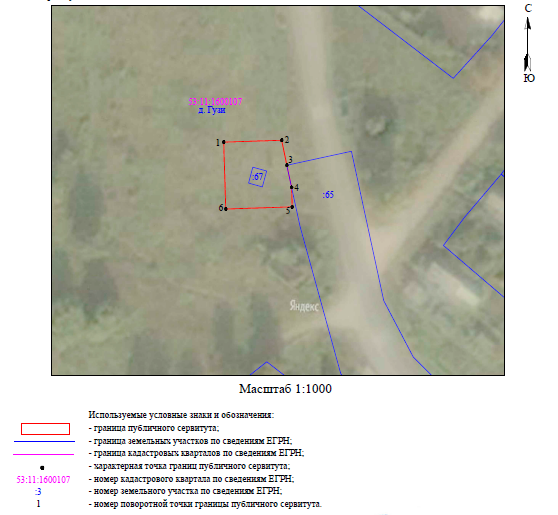 С
Ю
53:11:1600107
д. Гузи
1
2
3
:67
4
:65
6
5
Яндекс
Масштаб 1:1000
Используемые условные знаки и обозначения:
- граница публичного сервитута;
- граница земельных участков по сведениям ЕГРН;
- граница кадастровых кварталов по сведениям ЕГРН;
- характерная точка границ публичного сервитута;
53:11:1600107 - номер кадастрового квартала по сведениям ЕГРН;
:3 - номер земельного участка по сведениям ЕГРН;
1 - номер поворотной точки границы публичного сервитута.